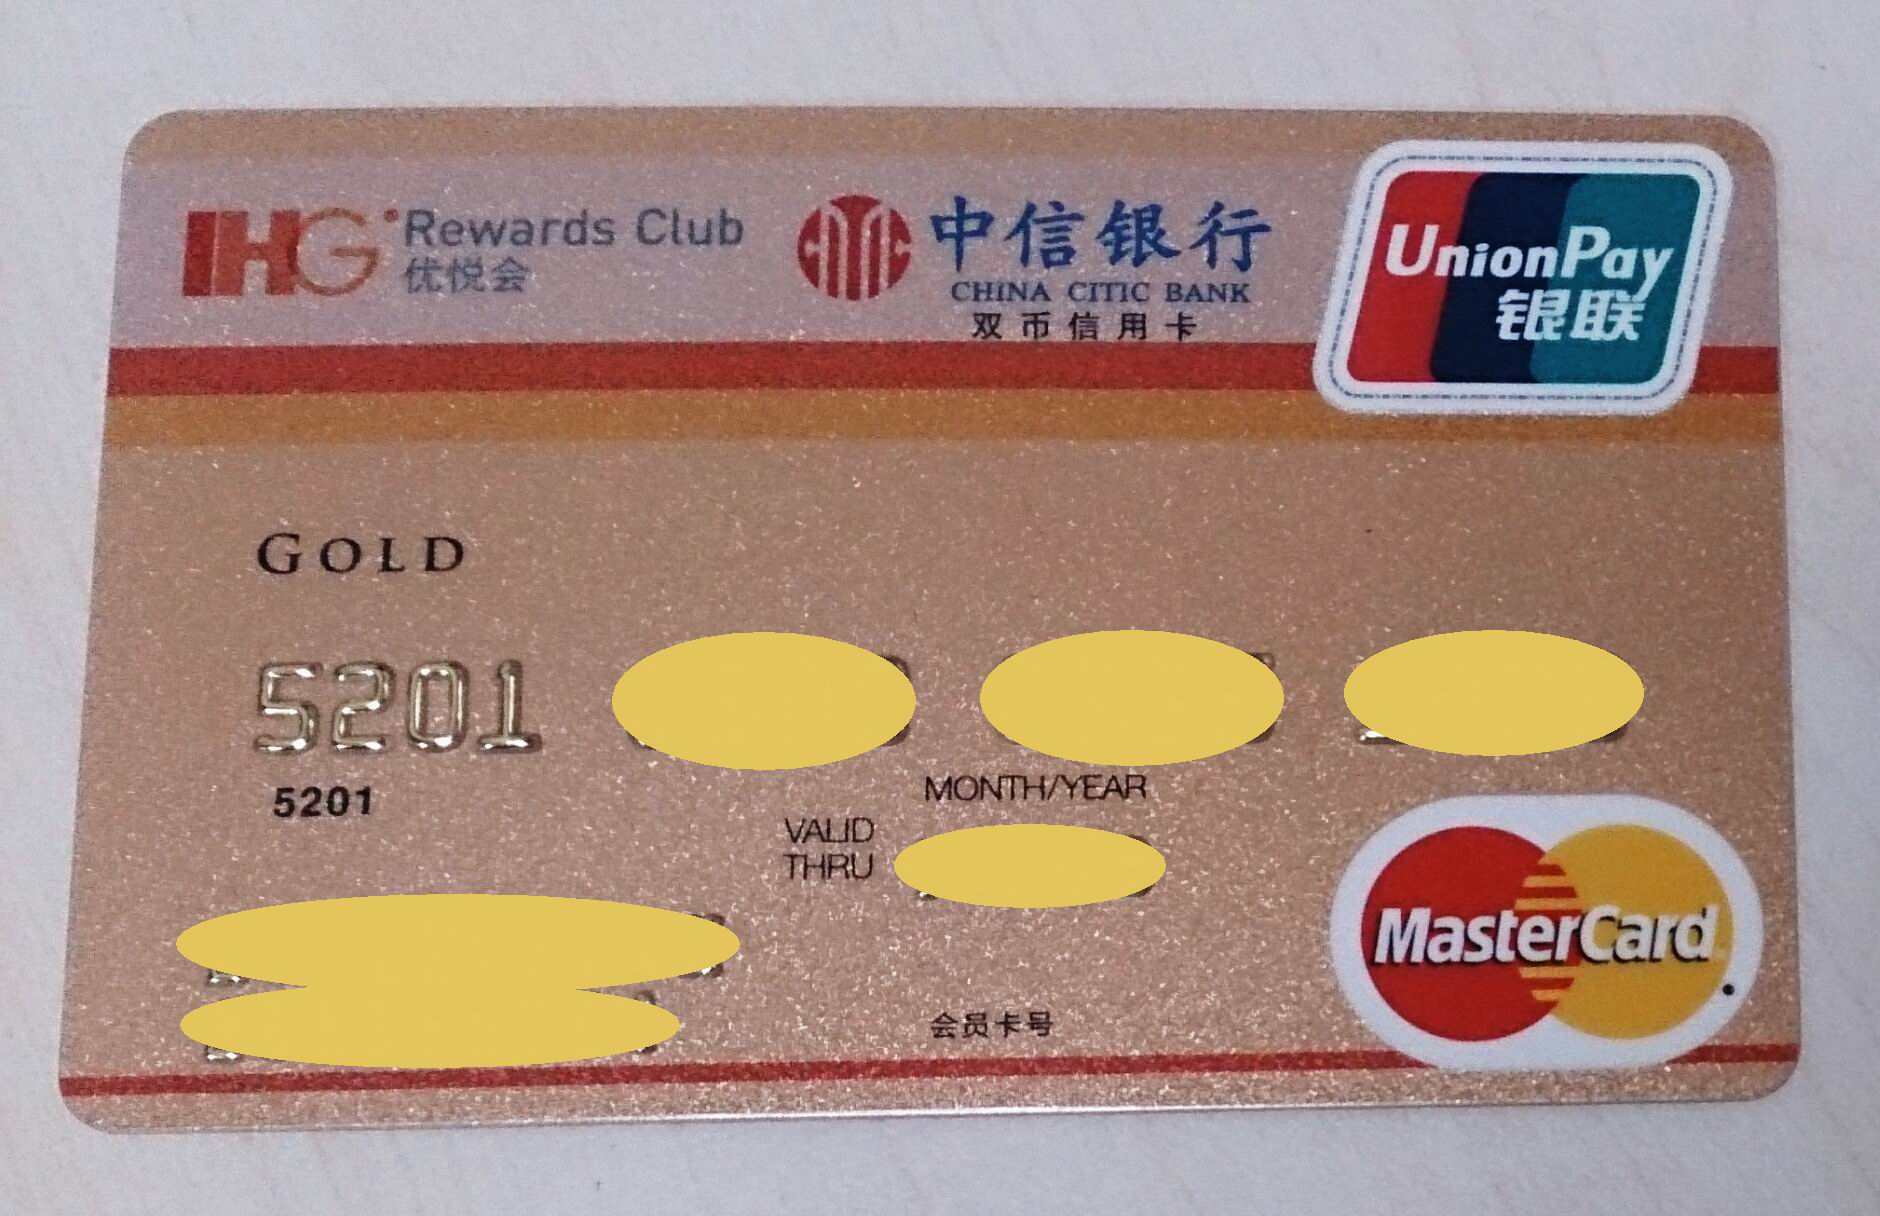 IHG Rewards Club
优悦会
中信银行
CHINA CITIC BANK
双币信用卡
UnionPay
银联
GOLD
5201
5201
MONTH/YEAR
VALID
THRU
MasterCard
会员卡号